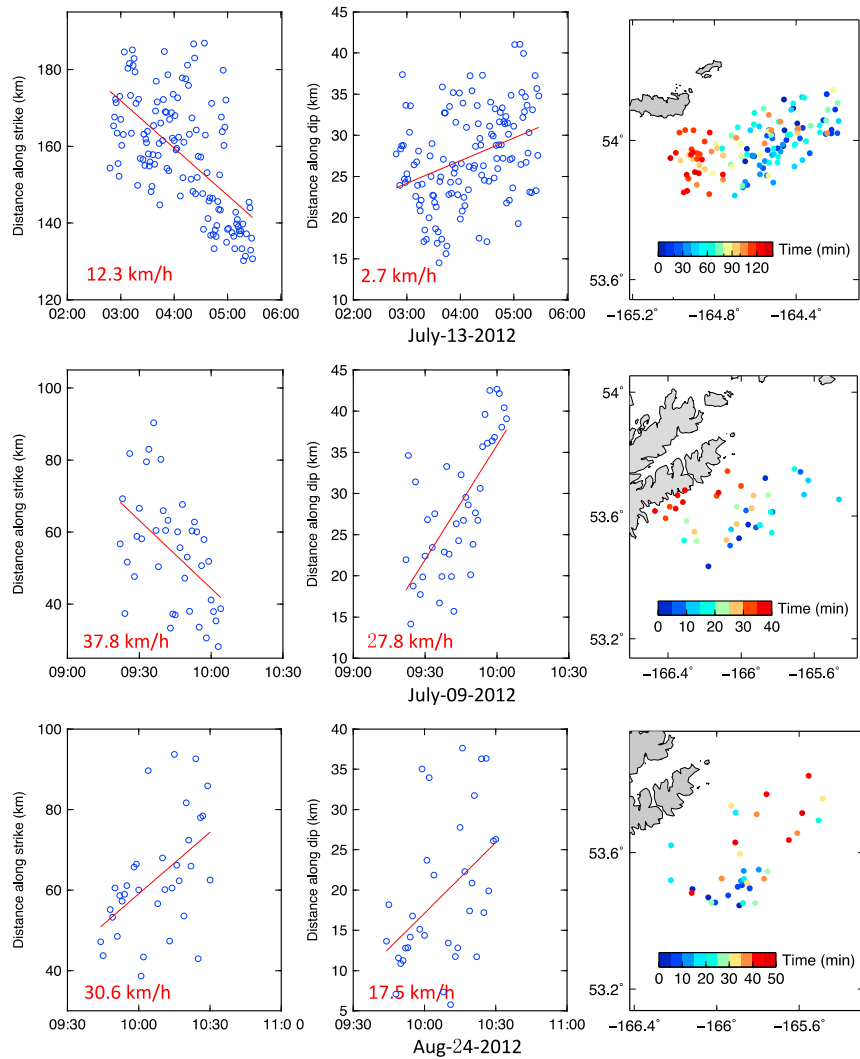 180
160
140
120
Distance along strike (km)
12.3 km/h
02:00 03:00 04:00 05:00 06:00
45
40
35
30
25
20
15
10
Distance along dip (km)
2.7 km/h
02:00 03:00 04:00 05:00 06:00
54°
53.6°
Time (min)
0 30 60 90 120
−165.2° −164.8° −164.4°
July-13-2012
100
80
60
40
Distance along strike (km)
37.8 km/h
09:00 09:30 10:00 10:30
45
40
35
30
25
20
15
10
Distance along dip (km)
27.8 km/h
09:00 09:30 10:00 10:30
54°
53.6°
53.2°
Time (min)
0 10 20 30 40
−166.4° −166° −165.6°
July-09-2012
100
80
60
40
30
Distance along strike (km)
30.6 km/h
09:30 10:00 10:30 11:00 0
40
35
30
25
20
15
10
5
Distance along dip (km)
17.5 km/h
09:30 10:00 10:30 11:00
53.6°
53.2°
Time (min)
0 10 20 30 40 50
−166.4° −166° −165.6°
Aug-24-2012